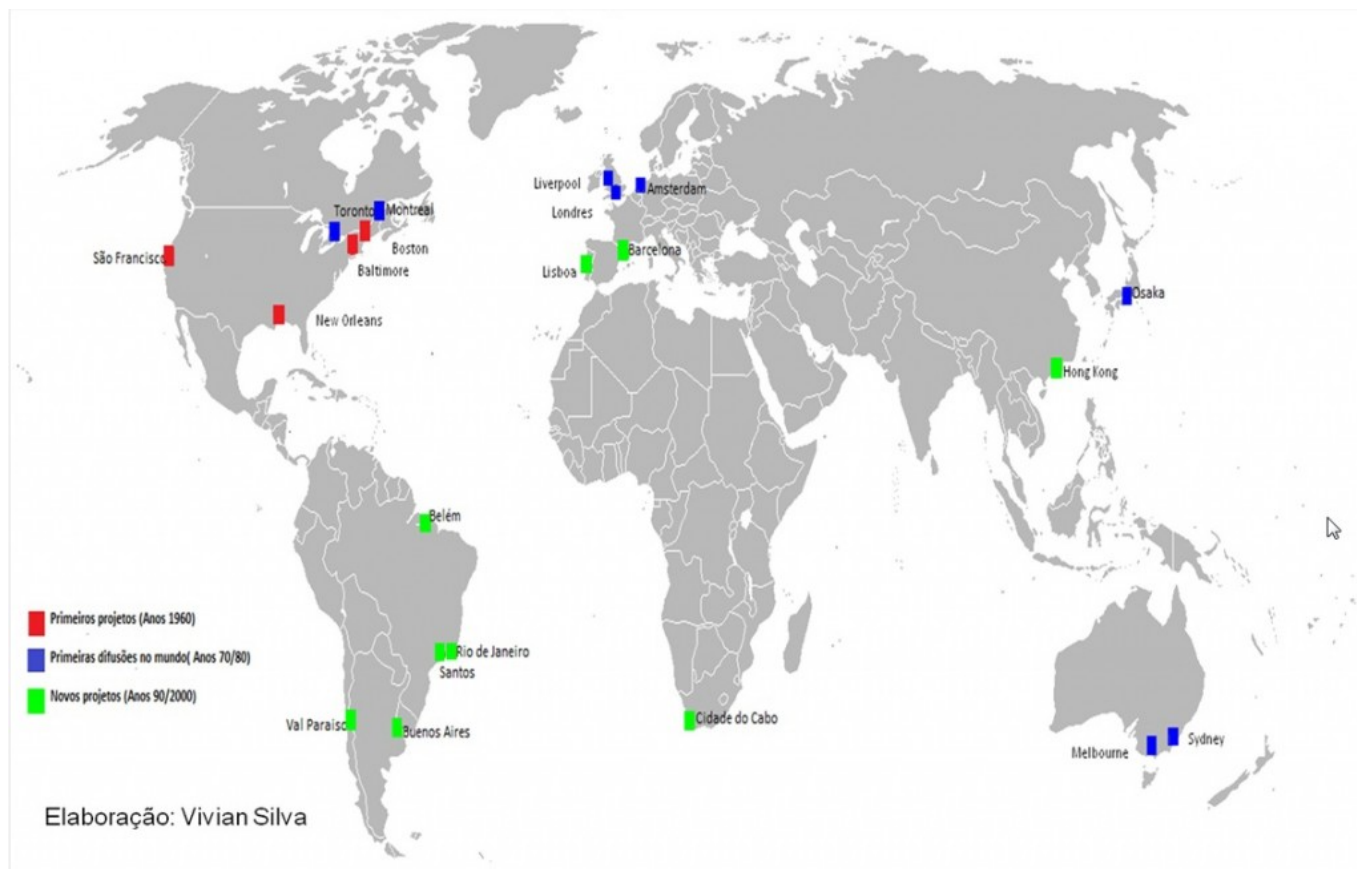 Liverpool
Amsterdam
Londres
Toronto
Montreal
Boston
Baltimore
São Francisco
New Orleans
Barcelona
Lisboa
Osaka
Hong Kong
Belém
Rio de Janeiro
Santos
Val Paraiso
Buenos Aires
Cidade do Cabo
Melbourne
Sydney
Primeiros projetos (Anos 1960)
Primeiras difusões no mundo( Anos 70/80)
Novos projetos (Anos 90/2000)
Elaboração: Vivian Silva